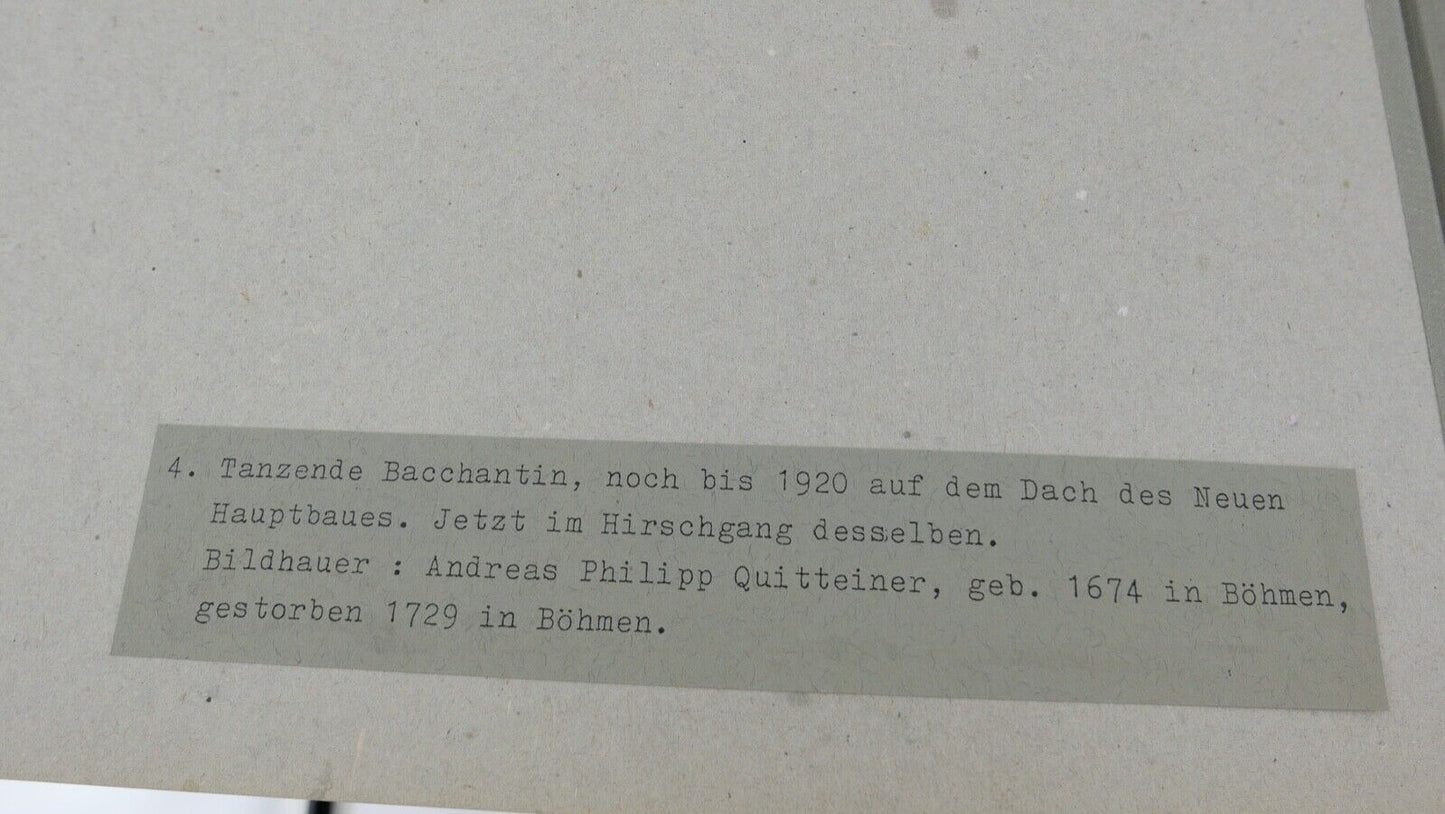 4. Tanzende Bacchantin, noch bis 1920 auf dem Dach des Neuen
Hauptbaues. Jetzt im Hirschgang desselben.
Bildhauer : Andreas Philipp Quitteiner, geb. 1674 in Böhmen,
gestorben 1729 in Böhmen.